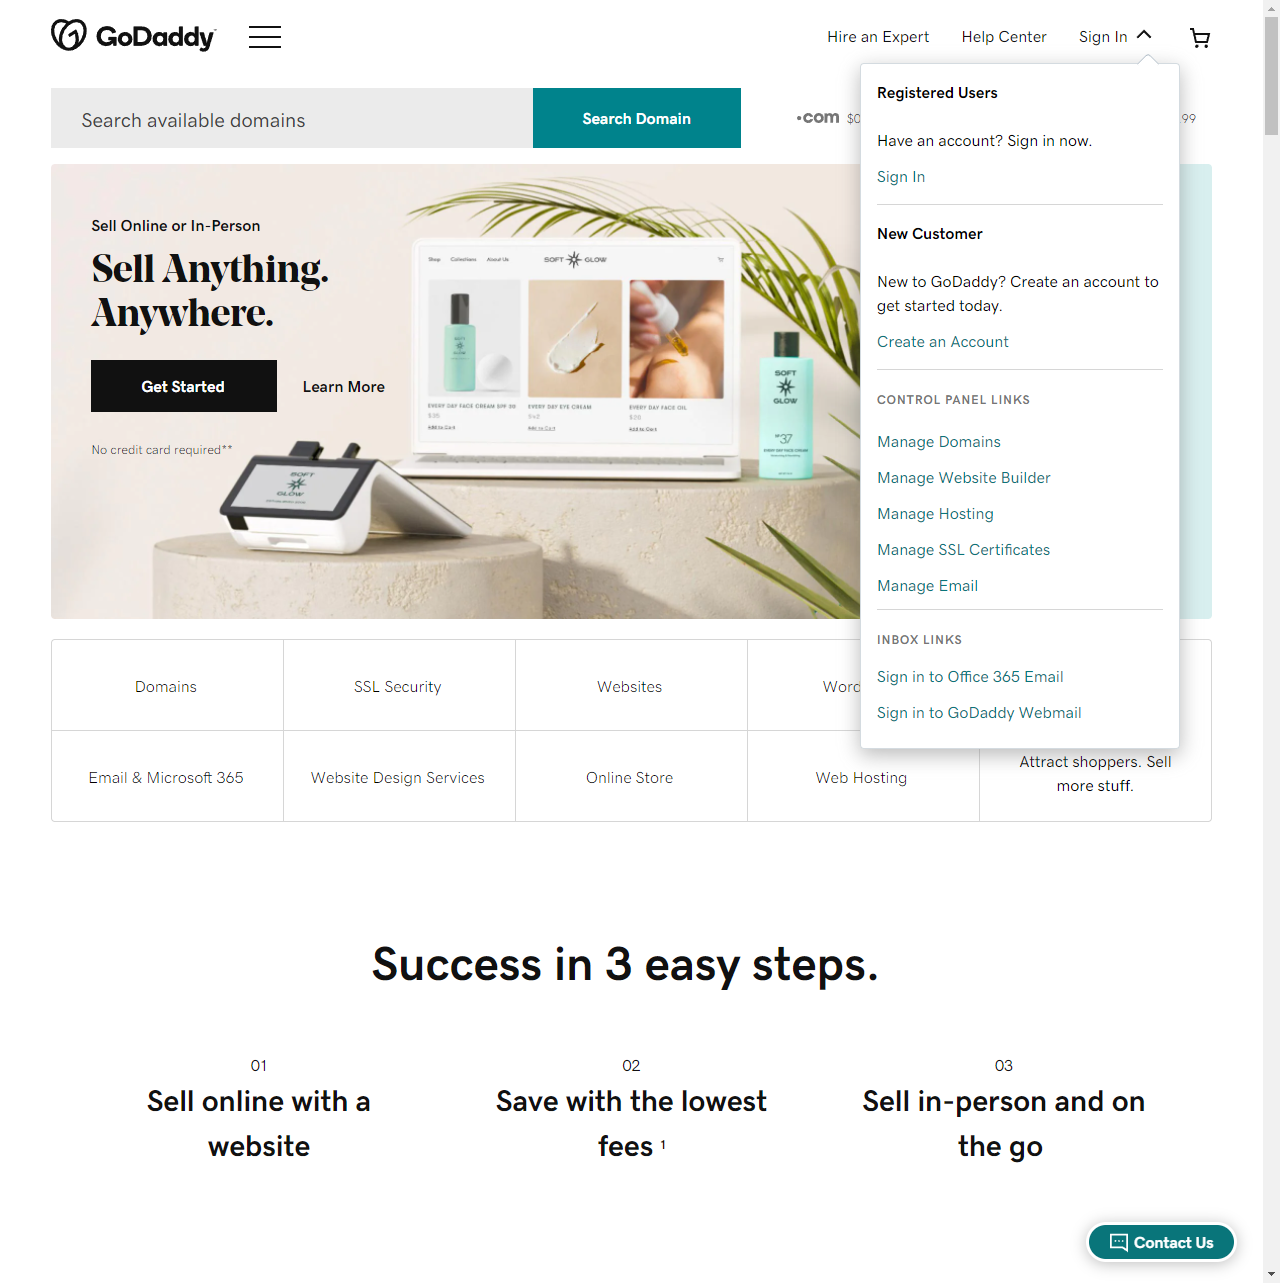 GoDaddy
Hire an Expert
Help Center
Sign In
Search available domains
Search Domain
.com $0
99
Registered Users
Have an account? Sign in now.
Sign In
New Customer
New to GoDaddy? Create an account to
get started today.
Create an Account
CONTROL PANEL LINKS
Manage Domains
Manage Website Builder
Manage Hosting
Manage SSL Certificates
Manage Email
INBOX LINKS
Sign in to Office 365 Email
Sign in to GoDaddy Webmail
Sell Online or In-Person
Sell Anything.
Anywhere.
Get Started
Learn More
No credit card required**
Shop Collections About Us
SOFT GLOW
EVERY DAY FACE CREAM SPF 20
$35
Add to Cart
EVERY DAY EYE CREAM
$42
Add to Cart
EVERY DAY FACE OIL
$28
Add to Cart
SOFT
GLOW
37
EVERY DAY FACE CREAM
SOFT
GLOW
Domains
SSL Security
Websites
Word
Email & Microsoft 365
Website Design Services
Online Store
Web Hosting
Attract shoppers. Sell
more stuff.
Success in 3 easy steps.
01
Sell online with a
website
02
Save with the lowest
fees 1
03
Sell in-person and on
the go
Contact Us